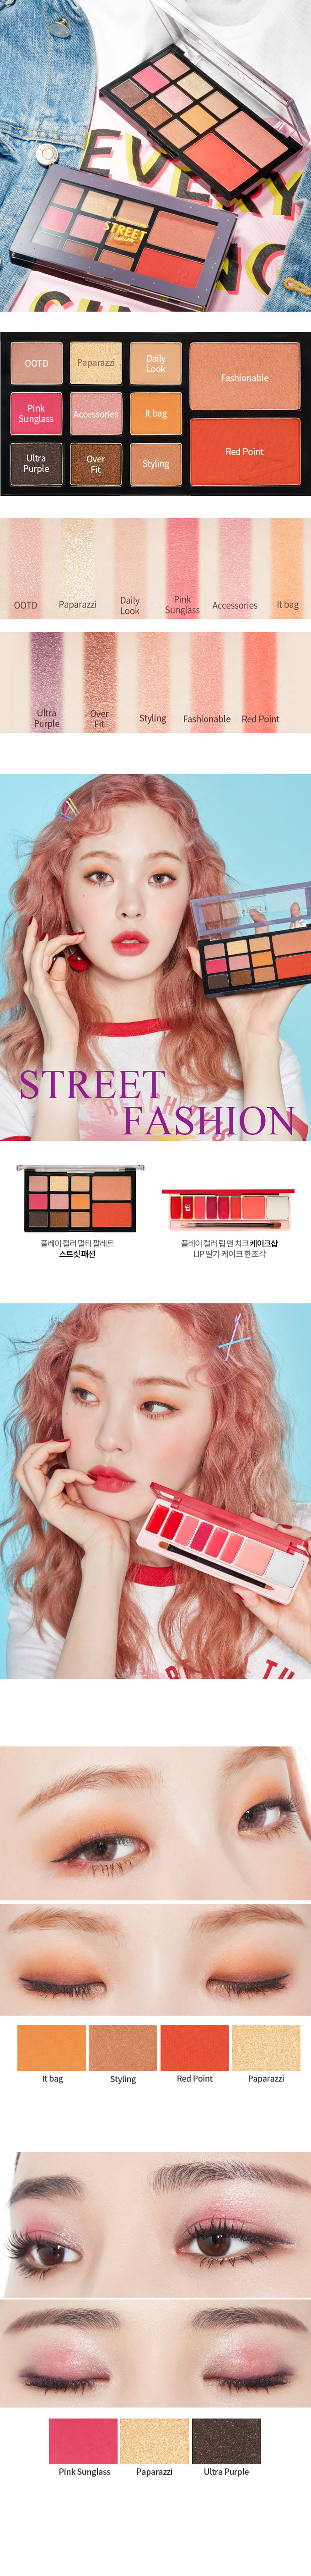 EVERY
STREET
Fashion
OOTD
Paparazzi
Daily
Look
Fashionable
Pink
Sunglass
Accessories
It bag
Red Point
Ultra
Purple
Over
Fit
Styling
OOTD
Paparazzi
Daily
Look
Pink
Sunglass
Accessories
It bag
Ultra
Purple
Over
Fit
Styling
Fashionable
Red Point
STREET
FASHION
립
플레이 컬러 멀티 팔레트
스트릿 패션
플레이 컬러 립 앤 치크 케이크샵
LIP 딸기 케이크 한조각
It bag
Styling
Red Point
Paparazzi
Pink Sunglass
Paparazzi
Ultra Purple